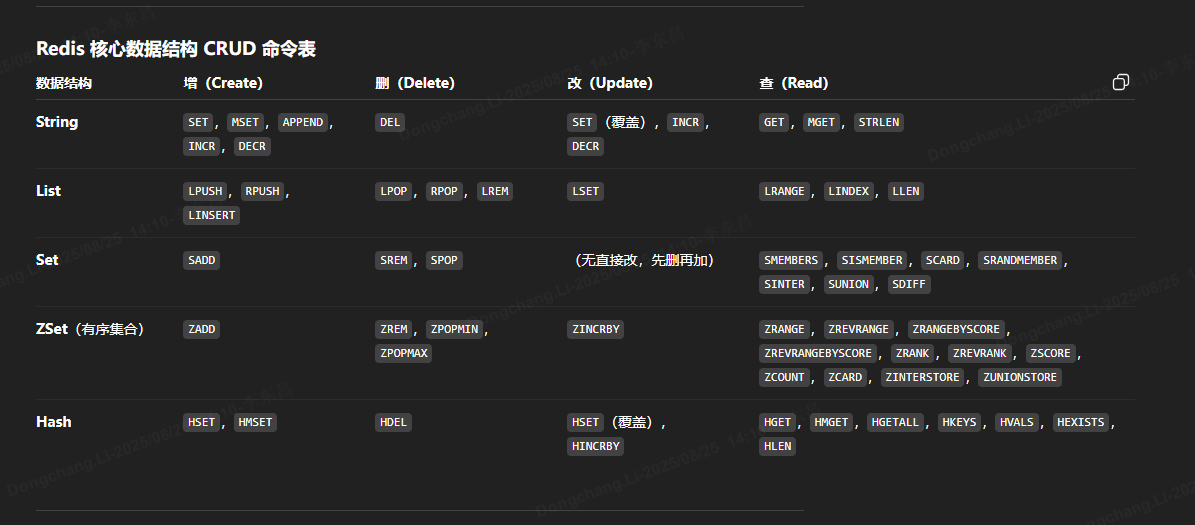 Redis 核心数据结构 CRUD 命令表
数据结构 增（Create） 删（Delete） 改（Update） 查（Read）
String SET, MSET, APPEND, DEL SET（覆盖）, INCR, GET, MGET, STRLEN
INCR, DECR DECR
List LPUSH, RPUSH, LPOP, RPOP, LREM LSET LRANGE, LINDEX, LLEN
LINSERT
Set SADD SREM, SPOP （无直接改，先删再加） SMEMBERS, SISMEMBER, SCARD, SRANDMEMBER,
SINTER, SUNION, SDIFF
ZSet（有序集合） ZADD ZREM, ZPOPMIN, ZINCRBY ZRANGE, ZREVRANGE, ZRANGEBYSCORE,
ZPOPMAX ZREVRANGEBYSCORE, ZRANK, ZREVRANK, ZSCORE,
ZCOUNT, ZCARD, ZINTERSTORE, ZUNIONSTORE
Hash HSET, HMSET HDEL HSET（覆盖）, HGET, HMGET, HGETALL, HKEYS, HVALS, HEXISTS,
HINCRBY HLEN
Dongchang.Li-2025/08/25 14:10-李东昌